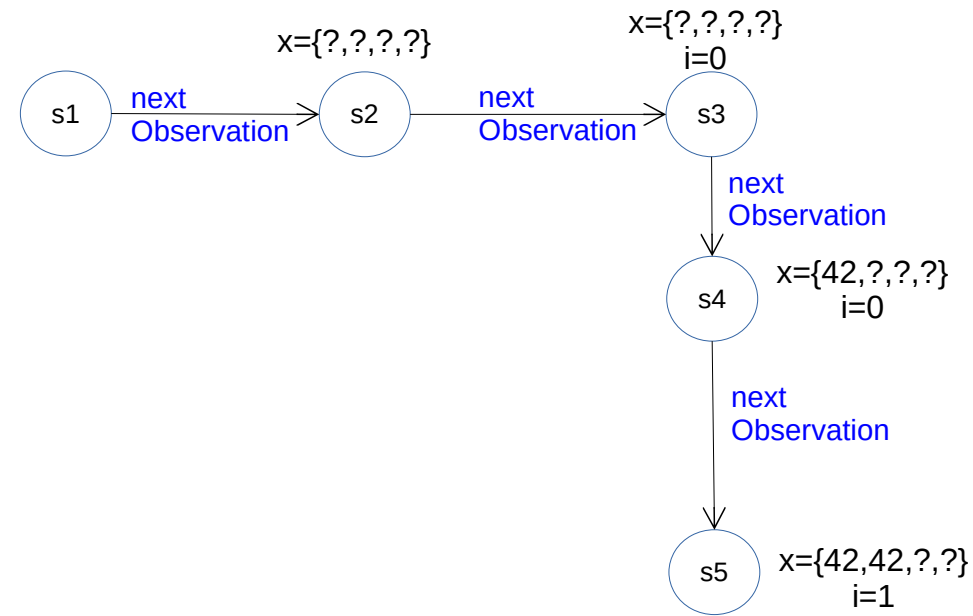 x={?,?,?,?}
x={?,?,?,?}
i=0
s1
next
Observation
s2
next
Observation
s3
next
Observation
s4
x={42,?,?,?}
i=0
next
Observation
s5
x={42,42,?,?}
i=1